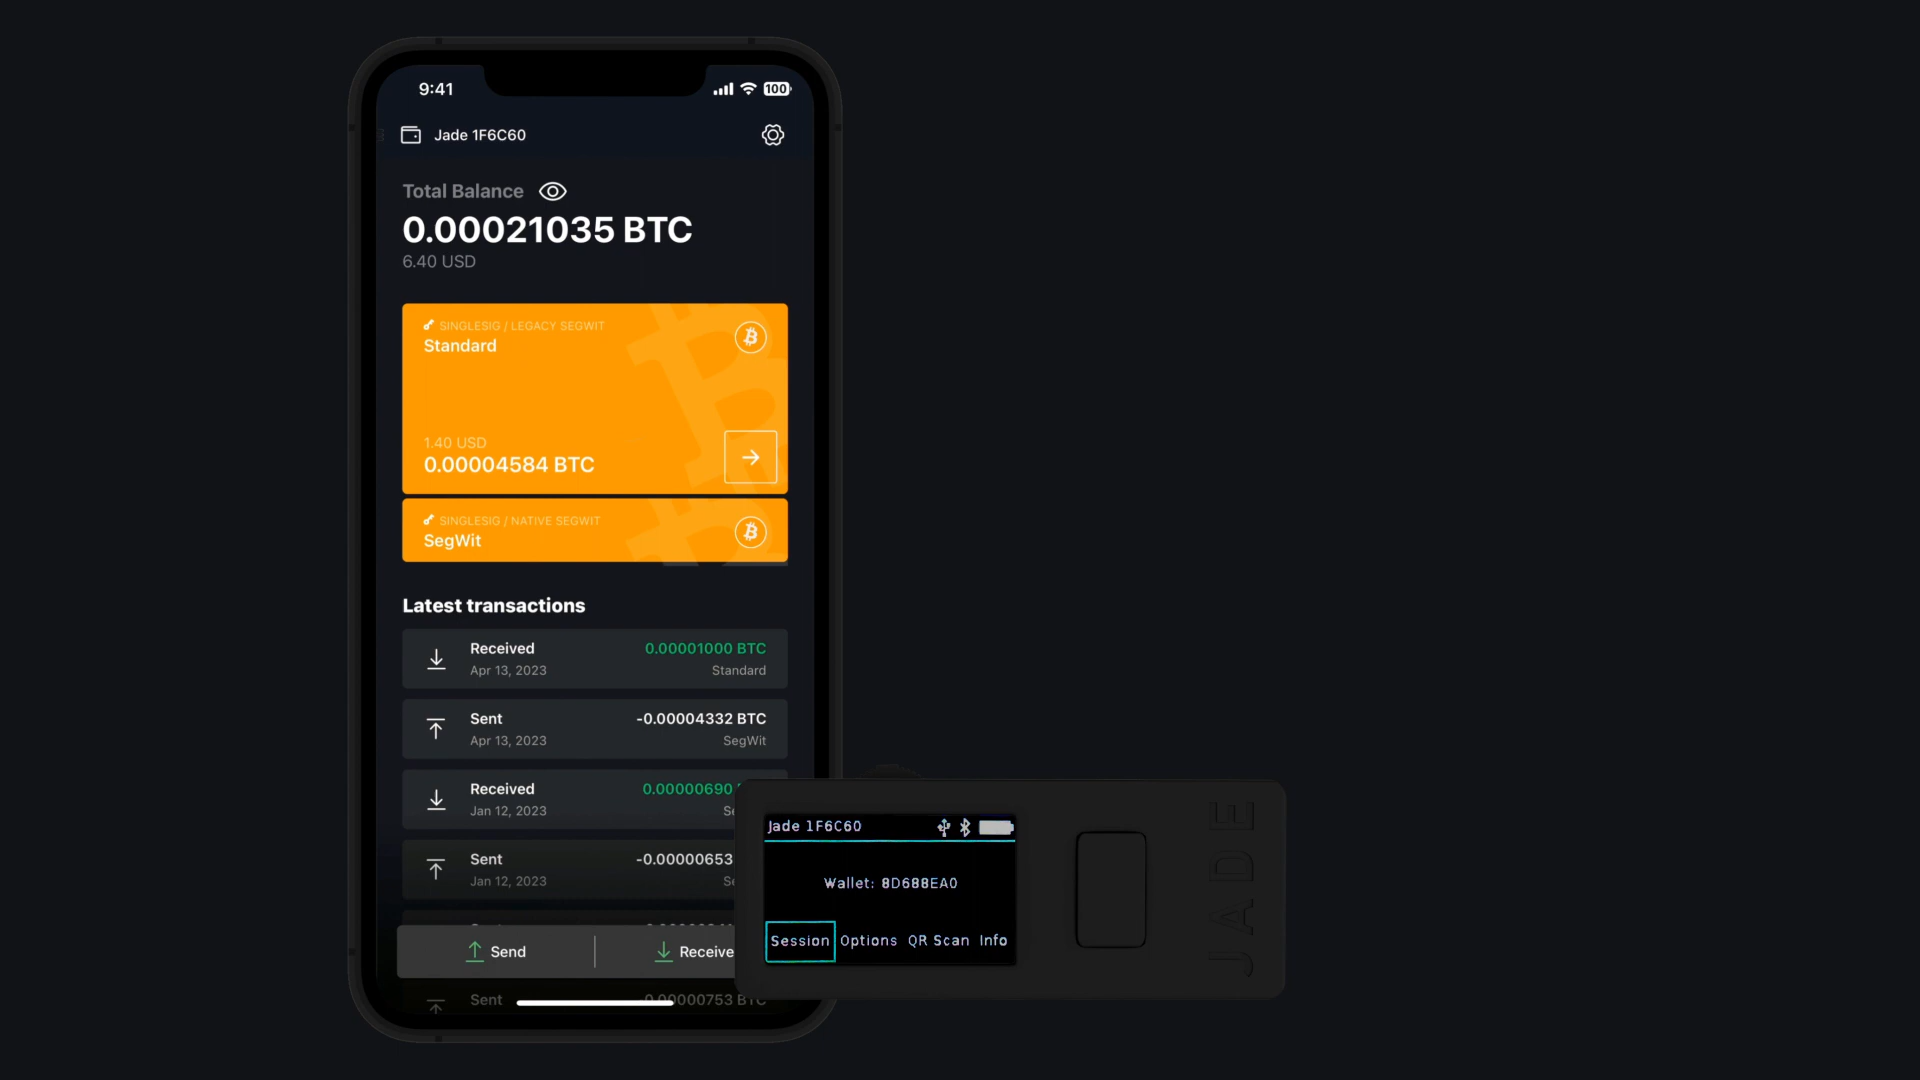 9:41
100
Jade 1F6C60
Total Balance
0.00021035 BTC
6.40 USD
SINGLESIG / LEGACY SEGWIT
Standard
1.40 USD
0.00004584 BTC
SINGLESIG / NATIVE SEGWIT
SegWit
Latest transactions
Received 0.00001000 BTC
Apr 13, 2023 Standard
Sent -0.00004332 BTC
Apr 13, 2023 SegWit
Received 0.00000690
Jan 12, 2023
Sent -0.00000653
Jan 12, 2023
Send Receive
Sent 0.00000753 BTC
Jade 1F6C60
Wallet: 8D688EA0
Session Options QR Scan Info
JADE